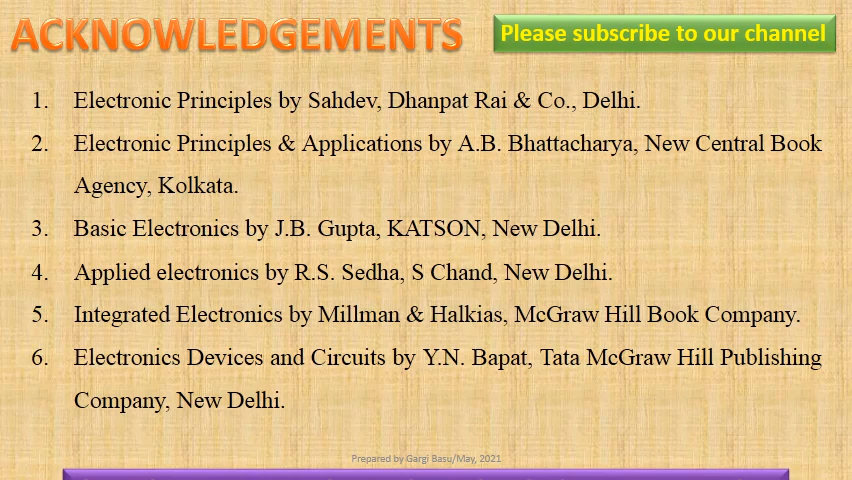 ACKNOWLEDGEMENTS
Please subscribe to our channel
1. Electronic Principles by Sahdev, Dhanpat Rai & Co., Delhi.
2. Electronic Principles & Applications by A.B. Bhattacharya, New Central Book
Agency, Kolkata.
3. Basic Electronics by J.B. Gupta, KATSON, New Delhi.
4. Applied electronics by R.S. Sedha, S Chand, New Delhi.
5. Integrated Electronics by Millman & Halkias, McGraw Hill Book Company.
6. Electronics Devices and Circuits by Y.N. Bapat, Tata McGraw Hill Publishing
Company, New Delhi.
Prepared by Gargi Basu/May, 2021